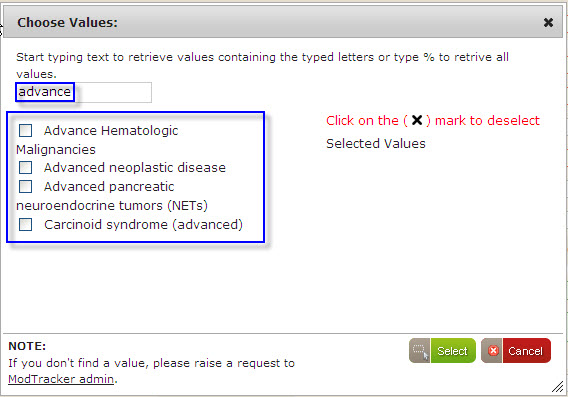 Choose Values:
Start typing text to retrieve values containing the typed letters or type % to retrive all
values.
advance
Advance Hematologic
Malignancies
Advanced neoplastic disease
Advanced pancreatic
neuroendocrine tumors (NETs)
Carcinoid syndrome (advanced)
Click on the ( ✖ ) mark to deselect
Selected Values
NOTE:
If you don't find a value, please raise a request to
ModTracker admin.
Select
Cancel